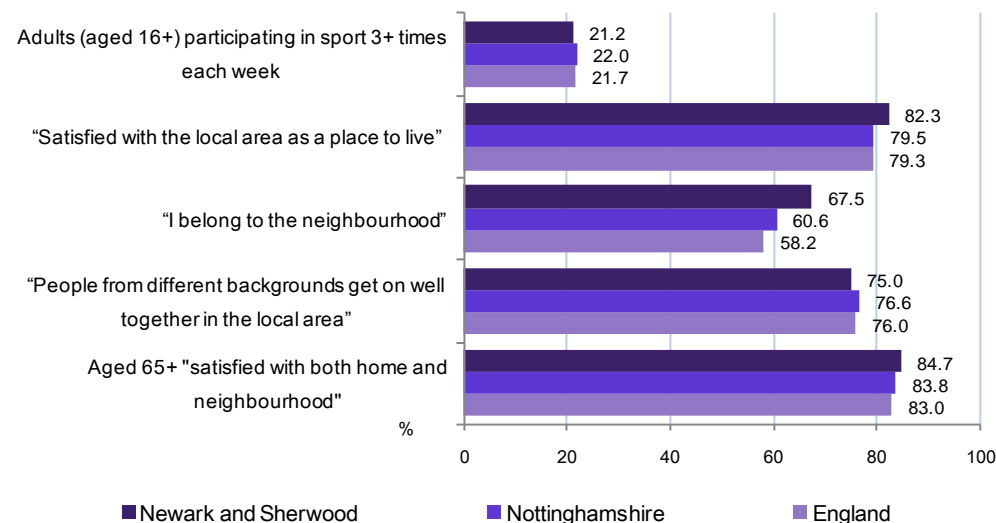 Adults (aged 16+) participating in sport 3+ times
each week
21.2
22.0
21.7
“Satisfied with the local area as a place to live”
82.3
79.5
79.3
“I belong to the neighbourhood”
67.5
60.6
58.2
“People from different backgrounds get on well
together in the local area”
75.0
76.6
76.0
Aged 65+ "satisfied with both home and
neighbourhood"
84.7
83.8
83.0
%
0 20 40 60 80 100
Newark and Sherwood Nottinghamshire England